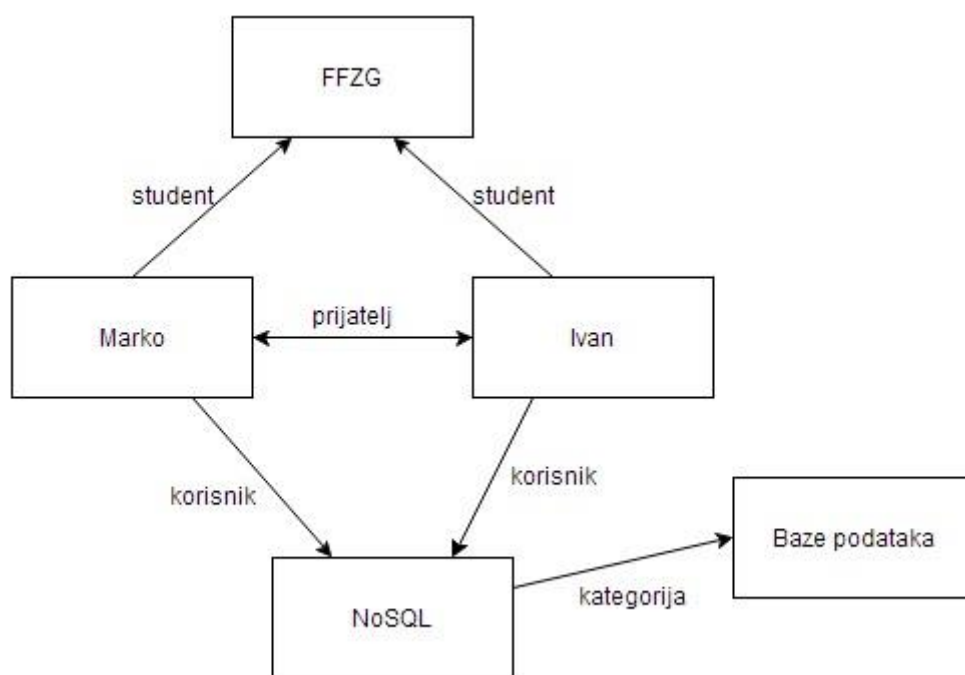 FFZG
student
student
Marko
prijatelj
Ivan
korisnik
korisnik
Baze podataka
NoSQL
kategorija